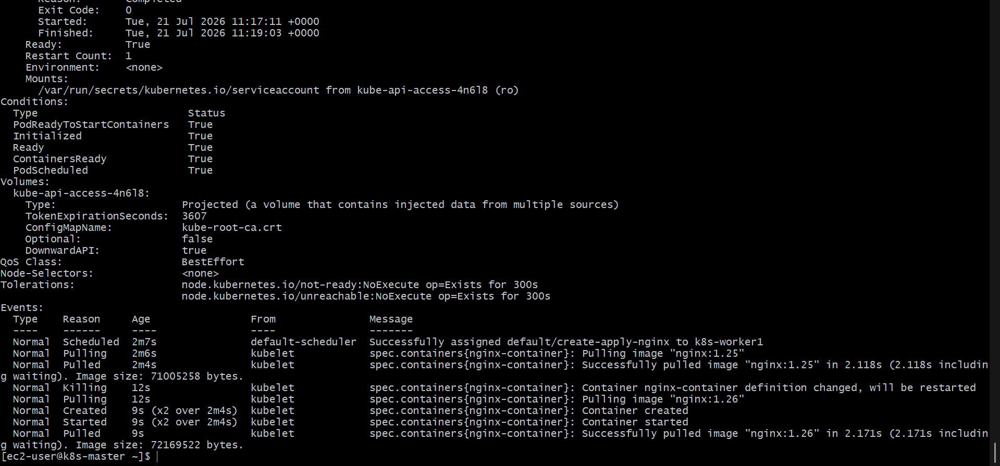 Reason: Completed
Exit Code: 0
Started: Tue, 21 Jul 2026 11:17:11 +0000
Finished: Tue, 21 Jul 2026 11:19:03 +0000
Ready: True
Restart Count: 1
Environment: <none>
Mounts:
/var/run/secrets/kubernetes.io/serviceaccount from kube-api-access-4n6l8 (ro)
Conditions:
Type Status
PodReadyToStartContainers True
Initialized True
Ready True
ContainersReady True
PodScheduled True
Volumes:
kube-api-access-4n6l8:
Type: Projected (a volume that contains injected data from multiple sources)
TokenExpirationSeconds: 3607
ConfigMapName: kube-root-ca.crt
Optional: false
DownwardAPI: true
QoS Class: BestEffort
Node-Selectors: <none>
Tolerations: node.kubernetes.io/not-ready:NoExecute op=Exists for 300s
node.kubernetes.io/unreachable:NoExecute op=Exists for 300s
Events:
Type Reason Age From Message
---- ------ ---- ---- -------
Normal Scheduled 2m7s default-scheduler Successfully assigned default/create-apply-nginx to k8s-worker1
Normal Pulling 2m6s kubelet spec.containers{nginx-container}: Pulling image "nginx:1.25"
Normal Pulled 2m4s kubelet spec.containers{nginx-container}: Successfully pulled image "nginx:1.25" in 2.118s (2.118s includin
g waiting). Image size: 71005258 bytes.
Normal Killing 12s kubelet spec.containers{nginx-container}: Container nginx-container definition changed, will be restarted
Normal Pulling 12s kubelet spec.containers{nginx-container}: Pulling image "nginx:1.26"
Normal Created 9s (x2 over 2m4s) kubelet spec.containers{nginx-container}: Container created
Normal Started 9s (x2 over 2m4s) kubelet spec.containers{nginx-container}: Container started
Normal Pulled 9s kubelet spec.containers{nginx-container}: Successfully pulled image "nginx:1.26" in 2.171s (2.171s includin
g waiting). Image size: 72169522 bytes.
[ec2-user@k8s-master ~]$